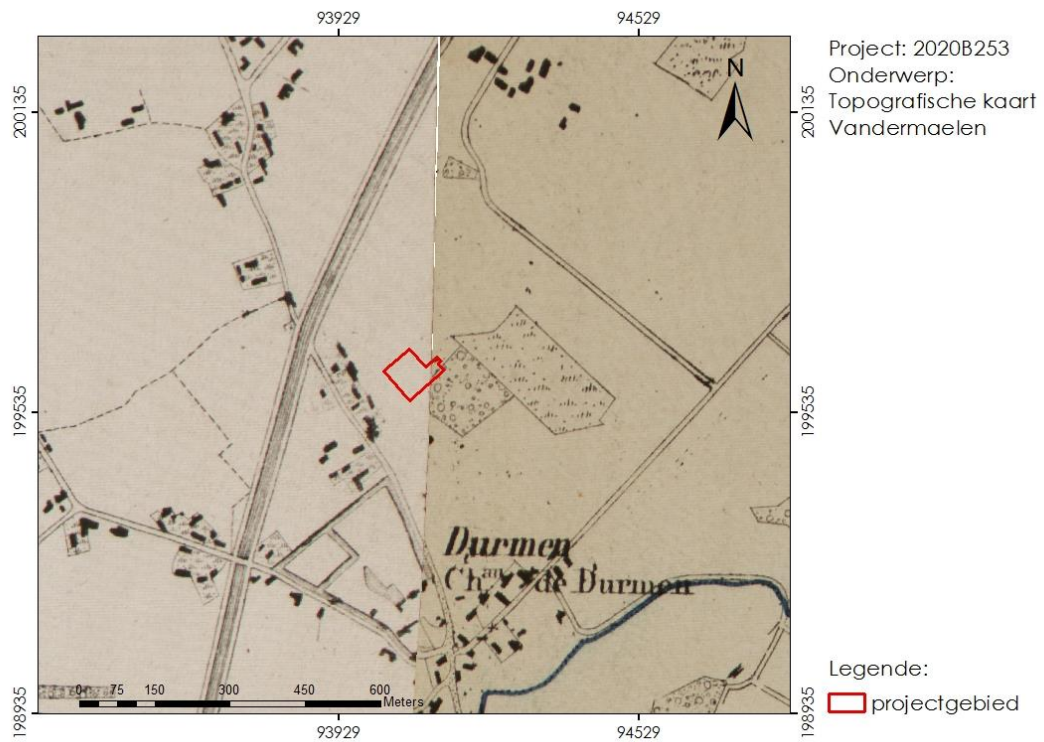 93929
94529
Project: 2020B253
Onderwerp:
Topografische kaart
Vandermaelen
N
200135
200135
199535
199535
Durmen
Chau de Durmen
Legende:
projectgebied
0 75 150 300 450 600
Meters
198935
198935
93929
94529